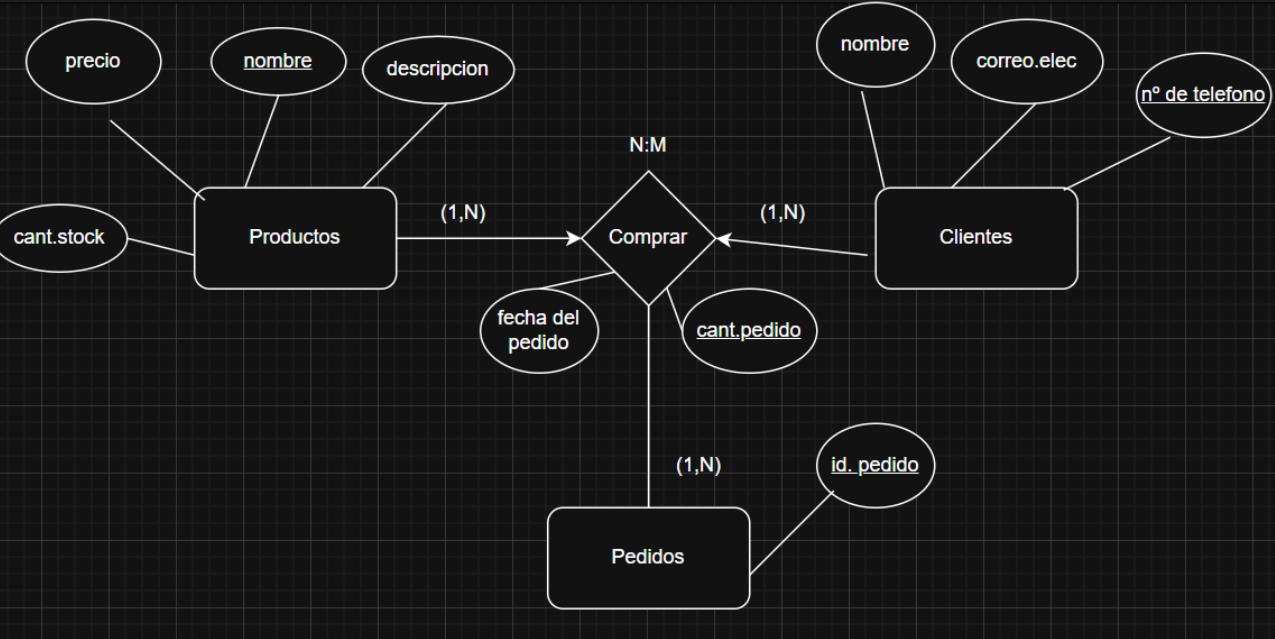 precio
nombre
descripcion
nombre
correo.elec
nº de telefono
N:M
cant.stock
Productos
(1,N)
Comprar
(1,N)
Clientes
fecha del
pedido
cant.pedido
(1,N)
id. pedido
Pedidos